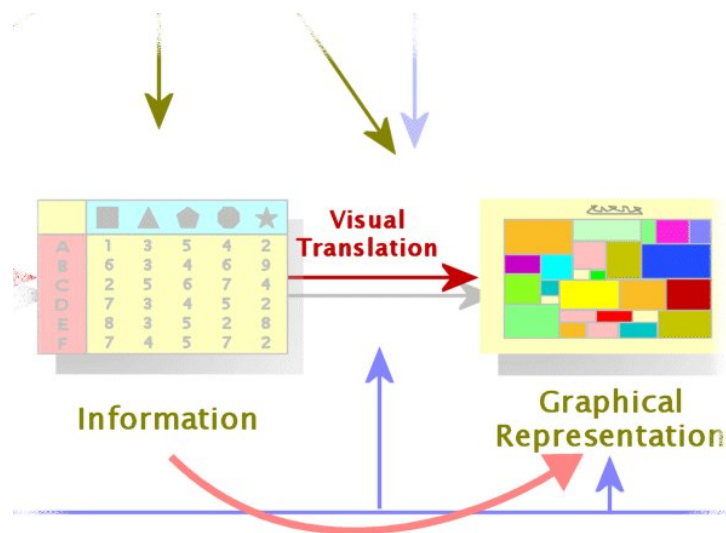 A 1 3 5 4 2
B 6 3 4 6 9
C 2 5 6 7 4
D 7 3 4 5 2
E 8 3 5 2 8
F 7 4 5 7 2
Visual
Translation
Information
Graphical
Representation